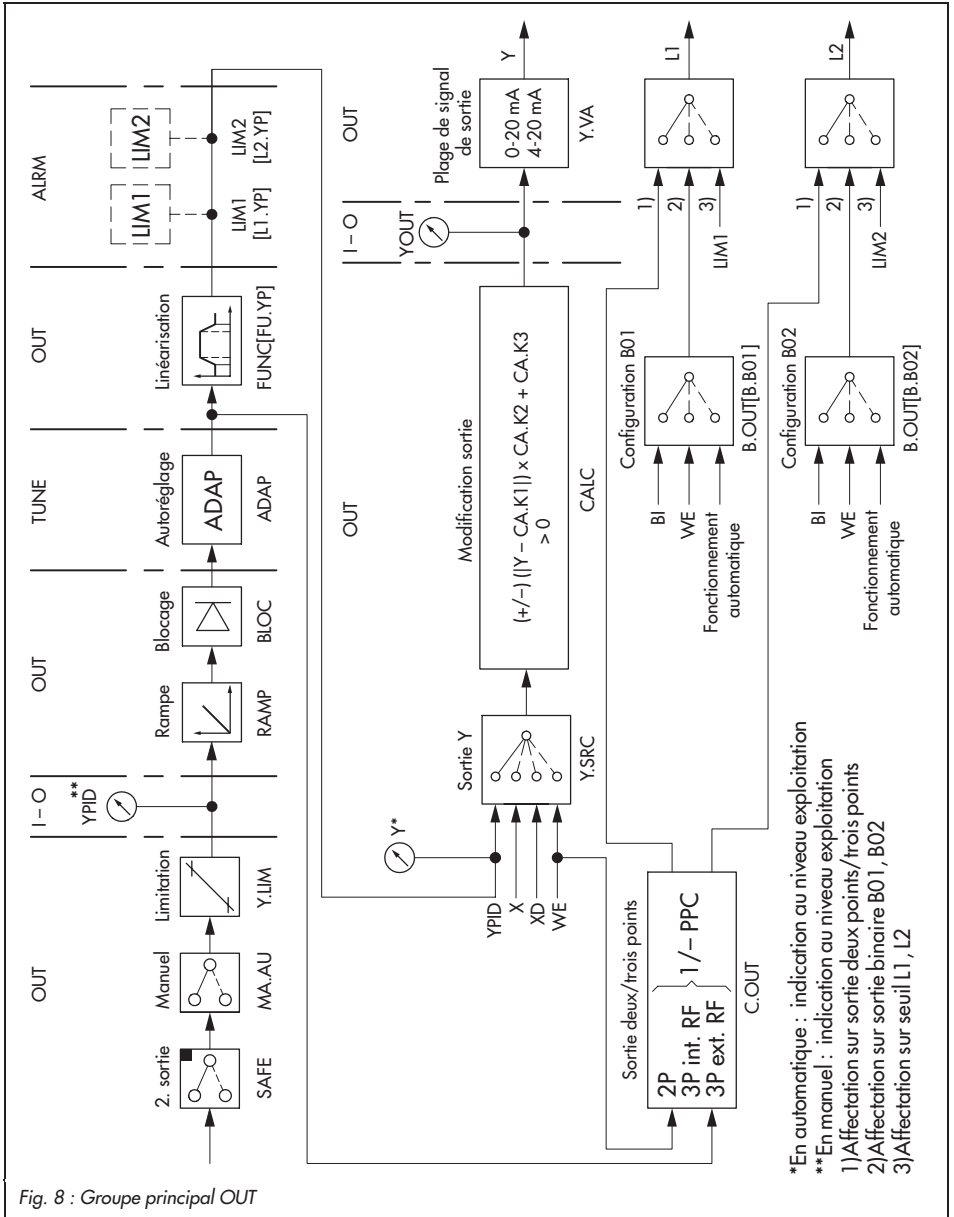 OUT
I – O
OUT
TUNE
OUT
ALRM
2. sortie
SAFE
Manuel
MA.AU
Limitation
Y.LIM
YPID
**
Rampe
RAMP
Blocage
BLOC
Autoréglage
ADAP
ADAP
Linéarisation
FUNC[FU.YP]
LIM1
LIM1
[L1.YP]
LIM2
LIM2
[L2.YP]
OUT
I – O
OUT
Y*
YPID
X
XD
WE
Sortie Y
Y.SRC
Modification sortie
(+/–) (|Y – CA.K1|) x CA.K2 + CA.K3
> 0
CALC
YOUT
Plage de signal
de sortie
0-20 mA
4-20 mA
Y.VA
Y
Sortie deux/trois points
2P
3P int. RF
3P ext. RF
1/– PPC
C.OUT
BI
WE
Fonctionnement
automatique
Configuration B01
B.OUT[B.B01]
1)
2)
3)
LIM1
L1
BI
WE
Fonctionnement
automatique
Configuration B02
B.OUT[B.B02]
1)
2)
3)
LIM2
L2
*En automatique : indication au niveau exploitation
**En manuel : indication au niveau exploitation
1)Affectation sur sortie deux points/trois points
2)Affectation sur sortie binaire B01, B02
3)Affectation sur seuil L1, L2
Fig. 8 : Groupe principal OUT